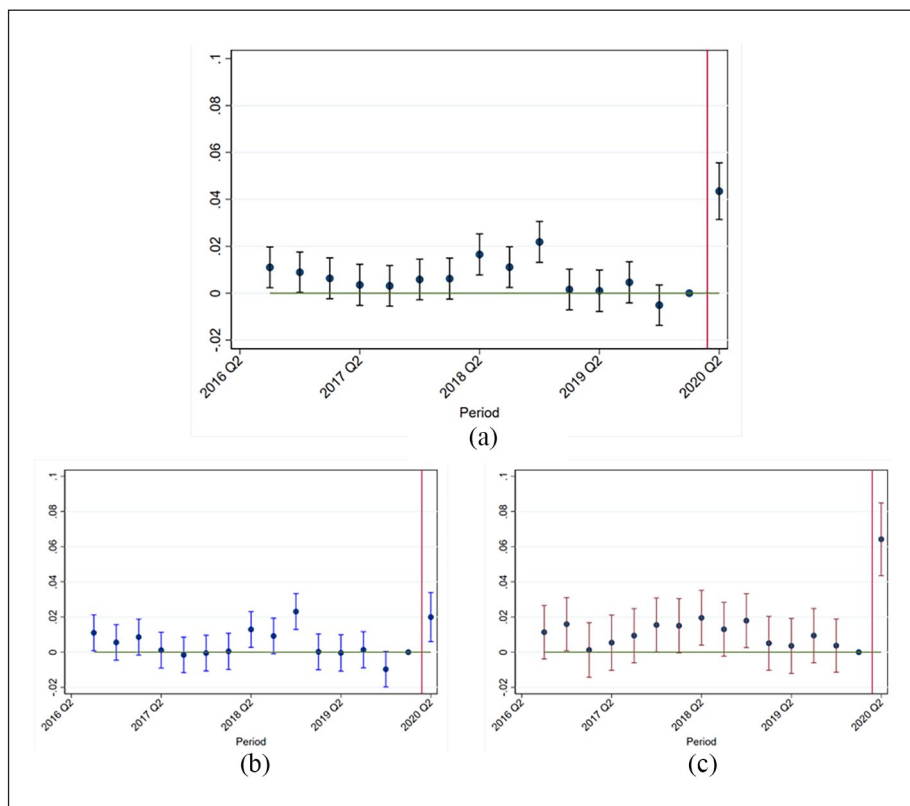 .1
.08
.06
.04
.02
0
-.02
2016 Q2
2017 Q2
2018 Q2
2019 Q2
2020 Q2
Period
(a)
.1
.08
.06
.04
.02
0
-.02
2016 Q2
2017 Q2
2018 Q2
2019 Q2
2020 Q2
Period
(b)
.1
.08
.06
.04
.02
0
-.02
2016 Q2
2017 Q2
2018 Q2
2019 Q2
2020 Q2
Period
(c)